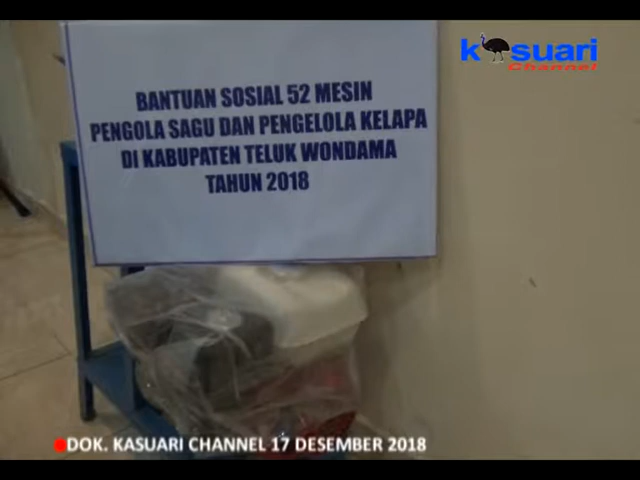 kasuari
Channel
BANTUAN SOSIAL 52 MESIN
PENGOLA SAGU DAN PENGELOLA KELAPA
DI KABUPATEN TELUK WONDAMA
TAHUN 2018
DOK. KASUARI CHANNEL 17 DESEMBER 2018